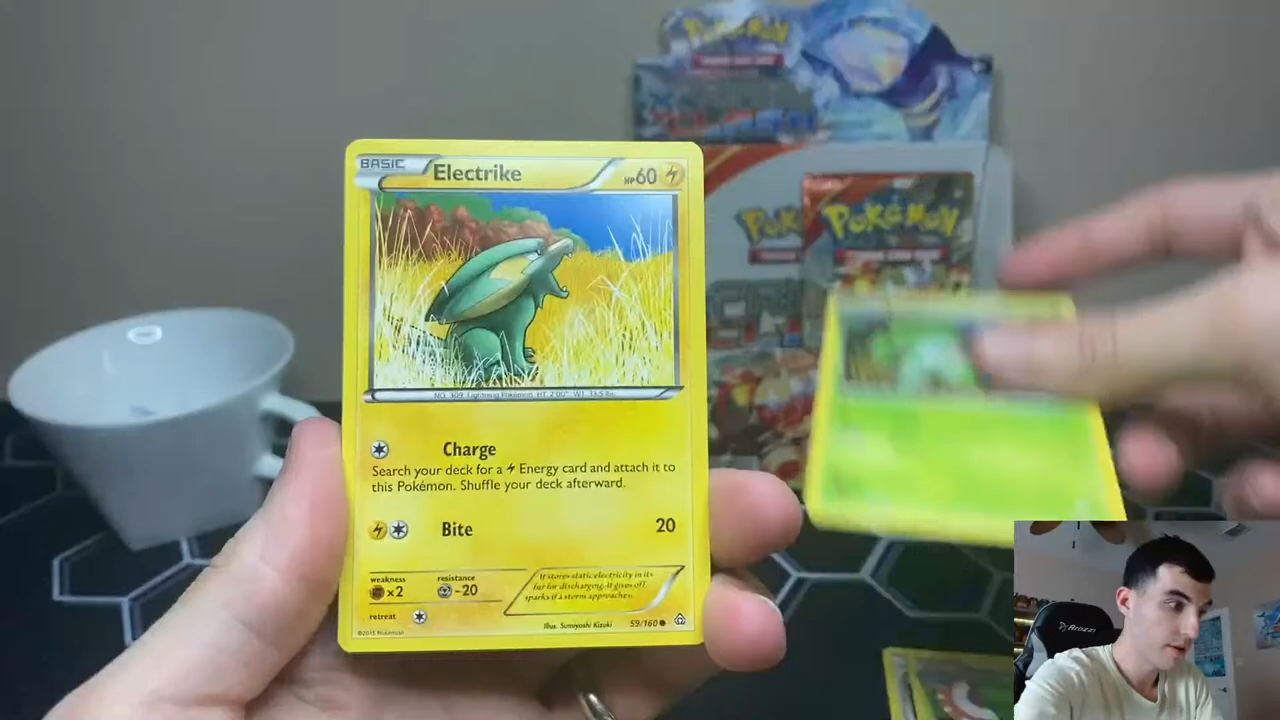 BASIC
Electrike
HP60
NO. 309 Lightning Pokémon HT: 2'00" WT: 33.5 lbs.
Charge
Search your deck for a Energy card and attach it to
this Pokémon. Shuffle your deck afterward.
Bite 20
weakness
×2
resistance
-20
retreat
It stores static electricity in its
fur for discharging. It gives off
sparks if a storm approaches.
Illus. Sumiyoshi Kizuki
59/160
©2015 Pokémon
POKÉMON
POKÉMON
AROZZI